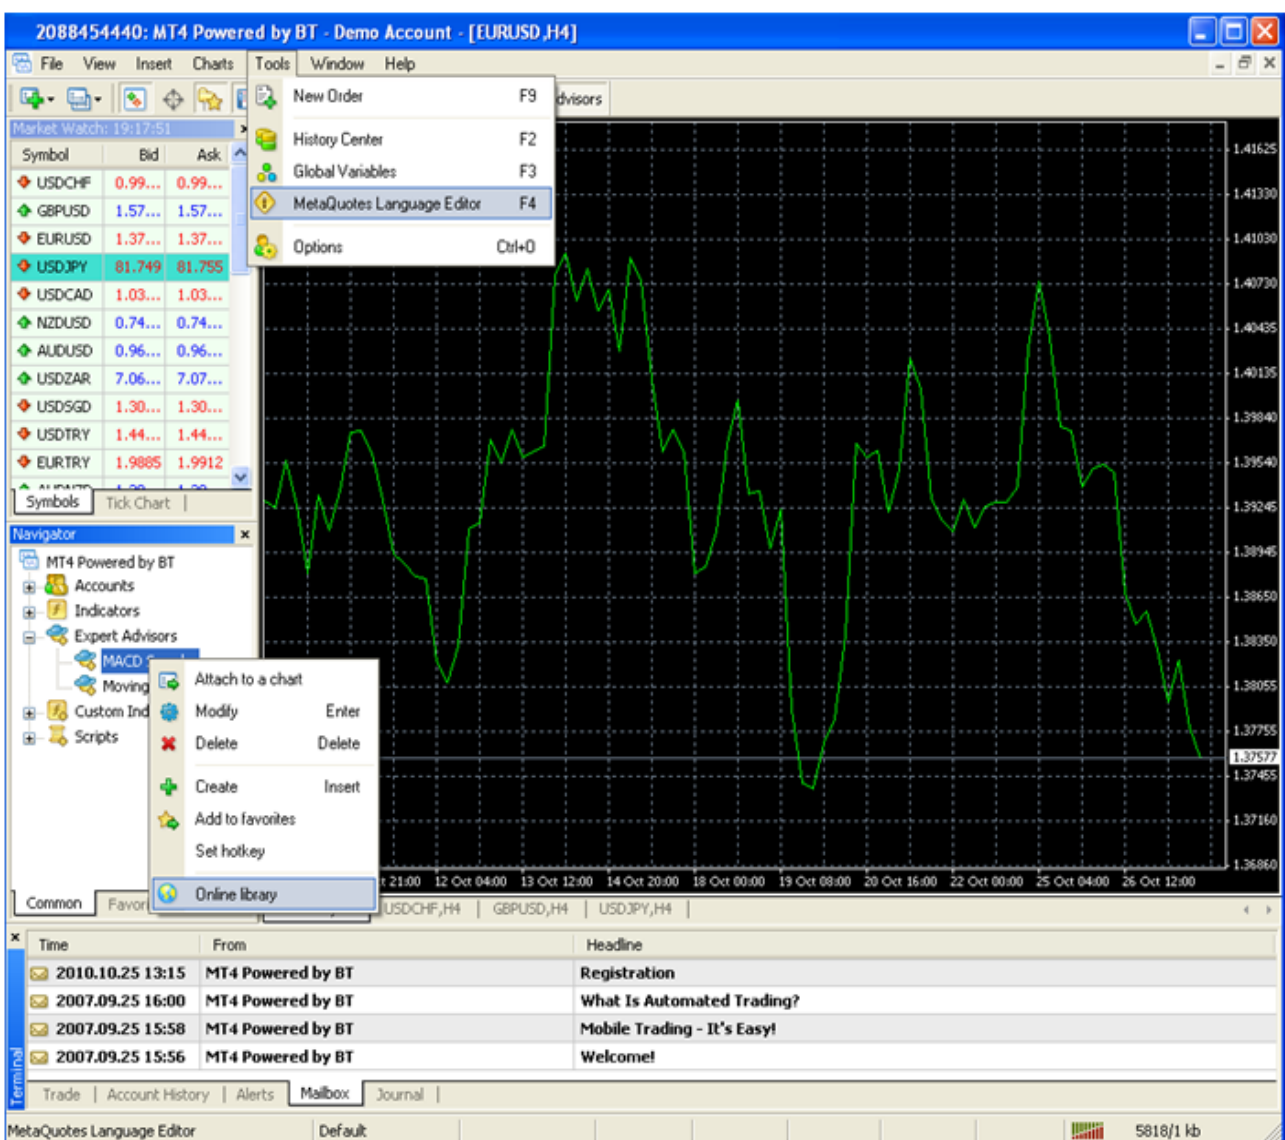 2088454440: MT4 Powered by BT - Demo Account - [EURUSD,H4]
File View Insert Charts Tools Window Help
New Order F9
dvisors
History Center F2
Global Variables F3
MetaQuotes Language Editor F4
Options Ctrl+O
Market Watch: 19:17:51
Symbol Bid Ask
USDCHF 0.99... 0.99...
GBPUSD 1.57... 1.57...
EURUSD 1.37... 1.37...
USDJPY 81.749 81.755
USDCAD 1.03... 1.03...
NZDUSD 0.74... 0.74...
AUDUSD 0.96... 0.96...
USDZAR 7.06... 7.07...
USDSGD 1.30... 1.30...
USDTRY 1.44... 1.44...
EURTRY 1.9885 1.9912
Symbols Tick Chart
1.41625
1.41330
1.41030
1.40730
1.40435
1.40135
1.39840
1.39540
1.39245
1.38945
1.38650
1.38350
1.38055
1.37755
1.37577
1.37465
1.37160
1.36860
Navigator
MT4 Powered by BT
Accounts
Indicators
Expert Advisors
MACD
Moving
Custom Ind
Scripts
Attach to a chart
Modify Enter
Delete Delete
Create Insert
Add to favorites
Set hotkey
Online library
Common Favor
t 21:00 12 Oct 04:00 13 Oct 12:00 14 Oct 20:00 18 Oct 00:00 19 Oct 08:00 20 Oct 16:00 22 Oct 00:00 25 Oct 04:00 26 Oct 12:00
USDCHF,H4 GBPUSD,H4 USDJPY,H4
Time From Headline
2010.10.25 13:15 MT4 Powered by BT Registration
2007.09.25 16:00 MT4 Powered by BT What Is Automated Trading?
2007.09.25 15:58 MT4 Powered by BT Mobile Trading - It's Easy!
2007.09.25 15:56 MT4 Powered by BT Welcome!
Terminal
Trade Account History Alerts Mailbox Journal
MetaQuotes Language Editor Default 5818/1 kb